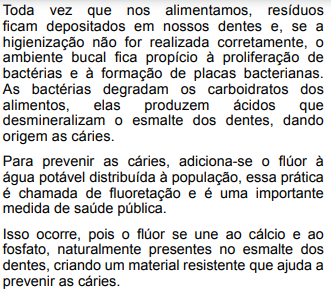 Toda vez que nos alimentamos, resíduos
ficam depositados em nossos dentes e, se a
higienização não for realizada corretamente, o
ambiente bucal fica propício à proliferação de
bactérias e à formação de placas bacterianas.
As bactérias degradam os carboidratos dos
alimentos, elas produzem ácidos que
desmineralizam o esmalte dos dentes, dando
origem as cáries.
Para prevenir as cáries, adiciona-se o flúor à
água potável distribuída à população, essa prática
é chamada de fluoretação e é uma importante
medida de saúde pública.
Isso ocorre, pois o flúor se une ao cálcio e ao
fosfato, naturalmente presentes no esmalte dos
dentes, criando um material resistente que ajuda a
prevenir as cáries.